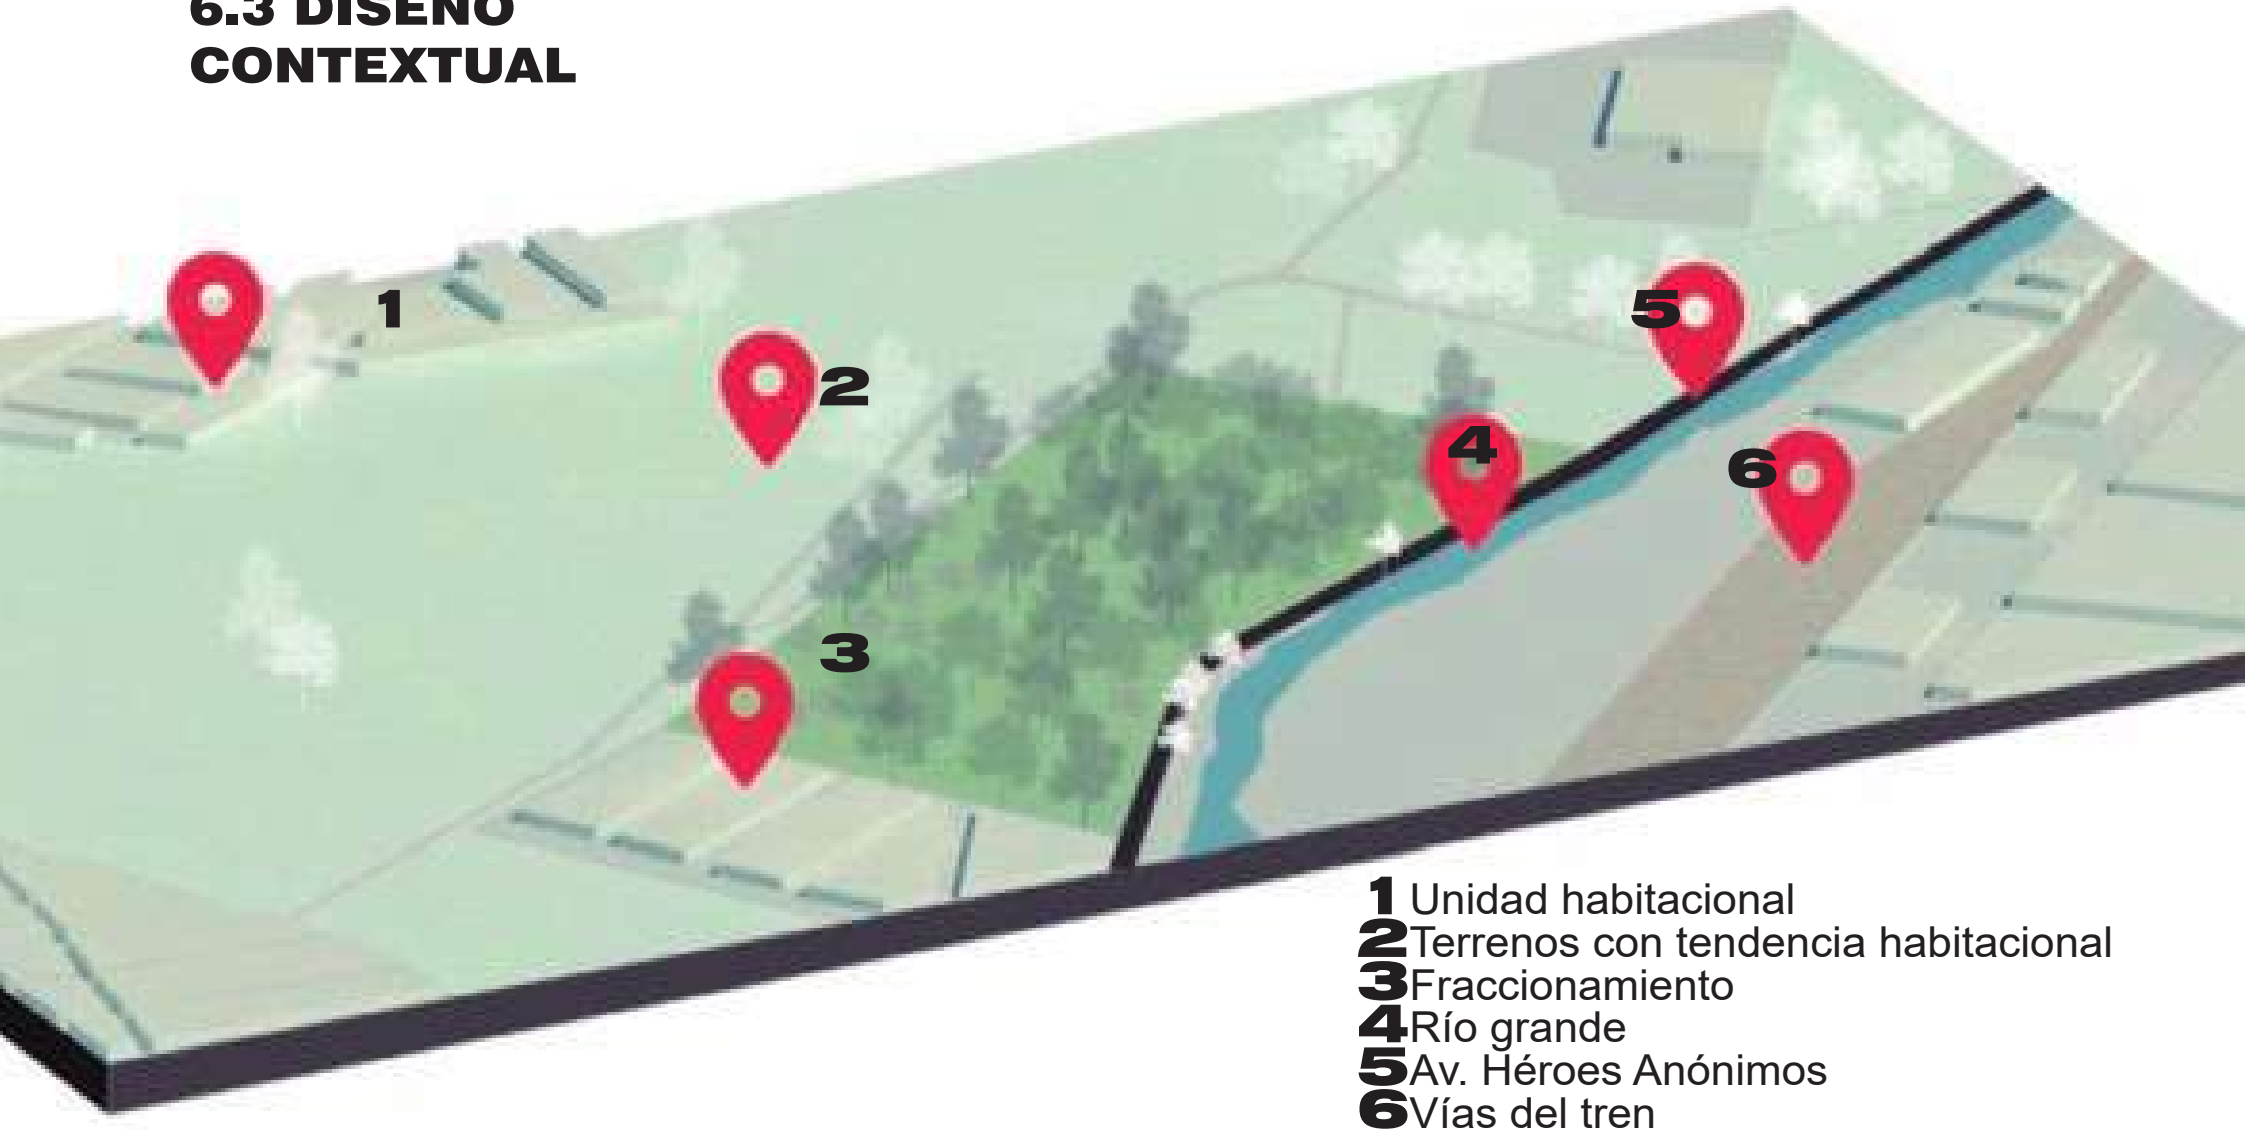 6.3 DISEÑO
CONTEXTUAL
1
2
3
4
5
6
1 Unidad habitacional
2 Terrenos con tendencia habitacional
3 Fraccionamiento
4 Río grande
5 Av. Héroes Anónimos
6 Vías del tren